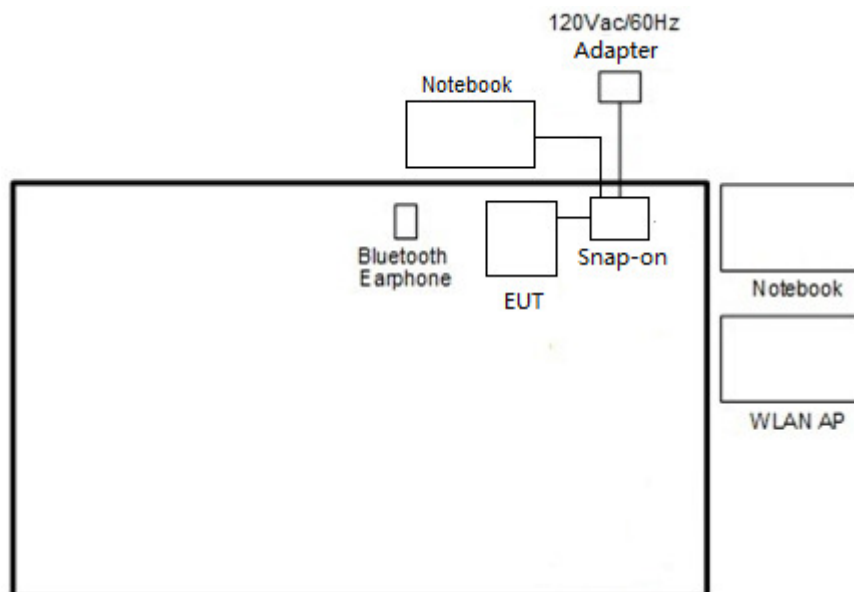 120Vac/60Hz
Adapter
Notebook
Bluetooth
Earphone
EUT
Snap-on
Notebook
WLAN AP